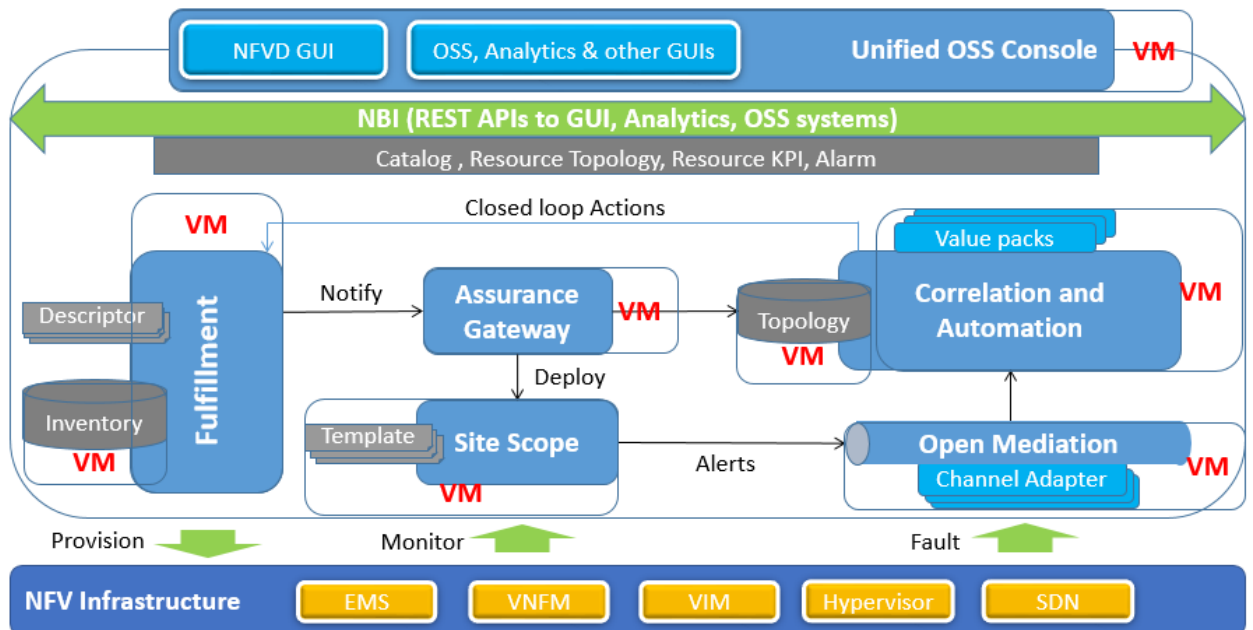 NFVD GUI
OSS, Analytics & other GUIs
Unified OSS Console
VM
NBI (REST APIs to GUI, Analytics, OSS systems)
Catalog , Resource Topology, Resource KPI, Alarm
VM
Closed loop Actions
Value packs
Descriptor
Fulfillment
Notify
Assurance
Gateway
VM
Topology
VM
Correlation and
Automation
VM
Deploy
Inventory
VM
Template
Site Scope
VM
Alerts
Open Mediation
Channel Adapter
VM
Provision
Monitor
Fault
NFV Infrastructure
EMS
VNFM
VIM
Hypervisor
SDN